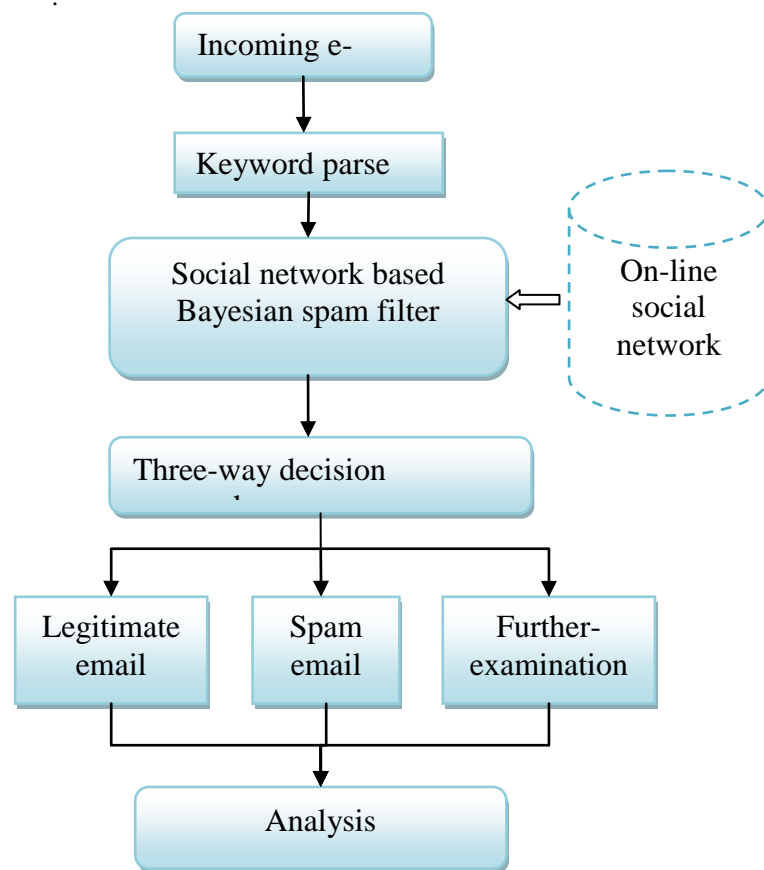 .
Incoming e-
Keyword parse
Social network based
Bayesian spam filter
On-line
social
network
Three-way decision
Legitimate
email
Spam
email
Further-
examination
Analysis